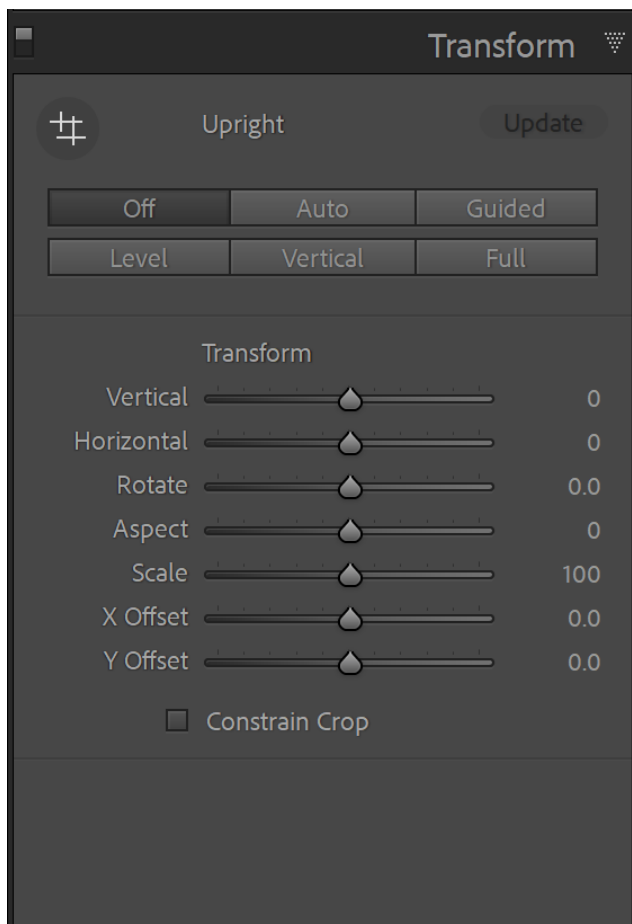 Transform
Upright Update
Off Auto Guided
Level Vertical Full
Transform
Vertical 0
Horizontal 0
Rotate 0.0
Aspect 0
Scale 100
X Offset 0.0
Y Offset 0.0
Constrain Crop